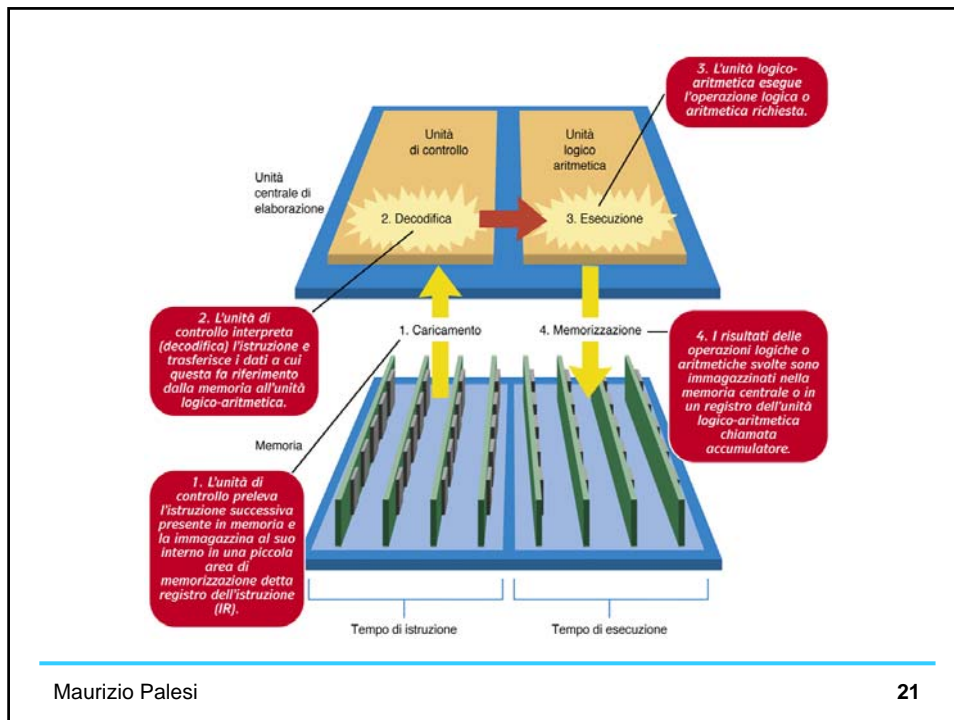 3. L'unità logico-
aritmetica esegue
l'operazione logica o
aritmetica richiesta.
Unità
di controllo
Unità
logico
aritmetica
Unità
centrale di
elaborazione
2. Decodifica
3. Esecuzione
2. L'unità di
controllo interpreta
(decodifica) l'istruzione e
trasferisce i dati a cui
questa fa riferimento
dalla memoria all'unità
logico-aritmetica.
1. Caricamento
4. Memorizzazione
4. I risultati delle
operazioni logiche o
aritmetiche svolte sono
immagazzinati nella
memoria centrale o in
un registro dell'unità
logico-aritmetica
chiamata
accumulatore.
Memoria
1. L'unità di
controllo preleva
l'istruzione successiva
presente in memoria e
la immagazzina al suo
interno in una piccola
area di
memorizzazione detta
registro dell'istruzione
(IR).
Tempo di istruzione
Tempo di esecuzione
Maurizio Palesi
21